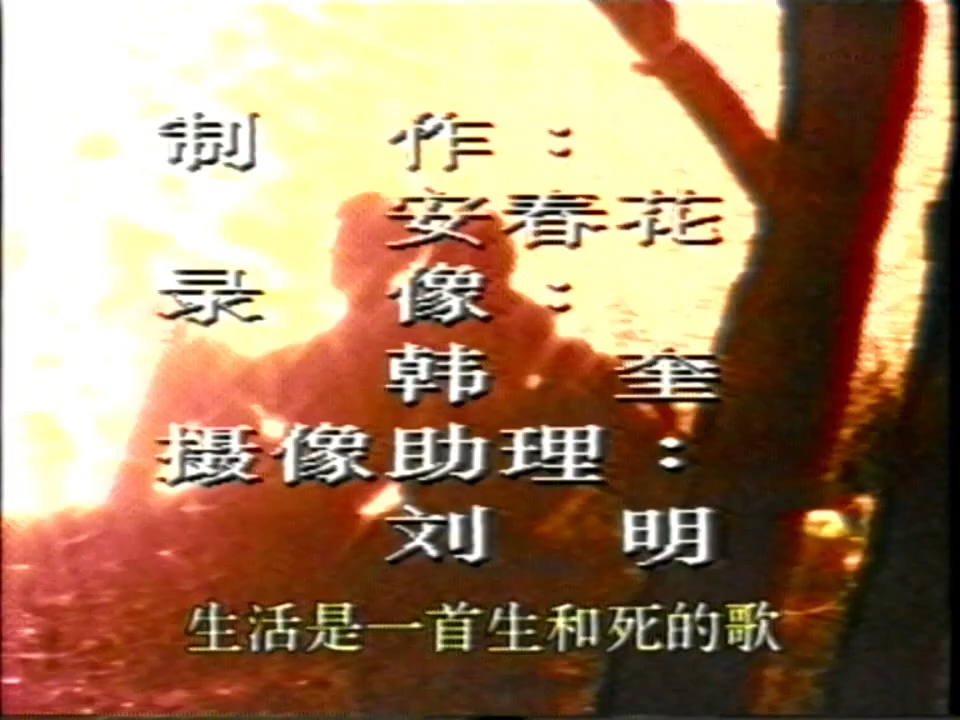 制 作：
安春花
录 像：
韩 奎
摄像助理：
刘 明
生活是一首生和死的歌